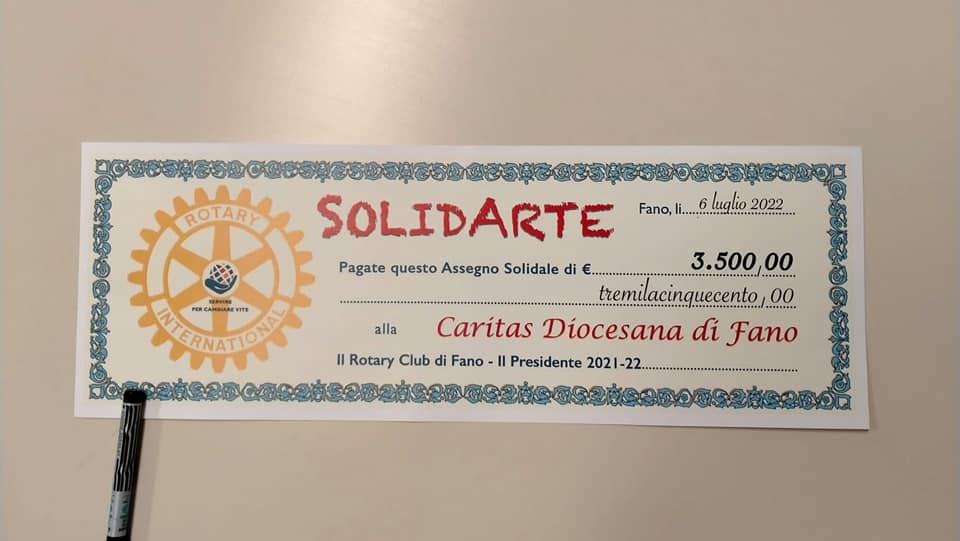 ROTARY
INTERNATIONAL
SERVIRE
PER CAMBIARE VITE
SOLIDARTE
Fano, li 6 luglio 2022
Pagate questo Assegno Solidale di € 3.500,00
tremilacinquecento,00
alla Caritas Diocesana di Fano
Il Rotary Club di Fano - Il Presidente 2021-22